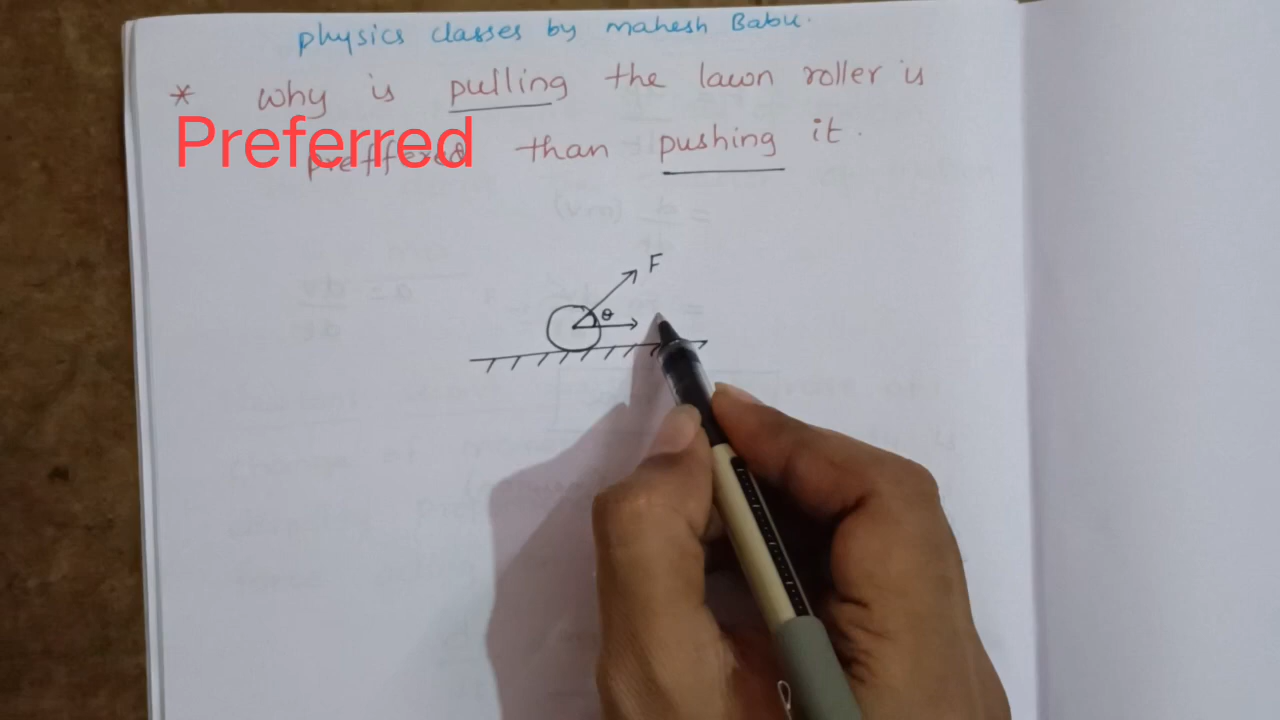 physics classes by mahesh Babu.
* Why is pulling the lawn roller is
Preferred
preffered than pushing it.
F
θ